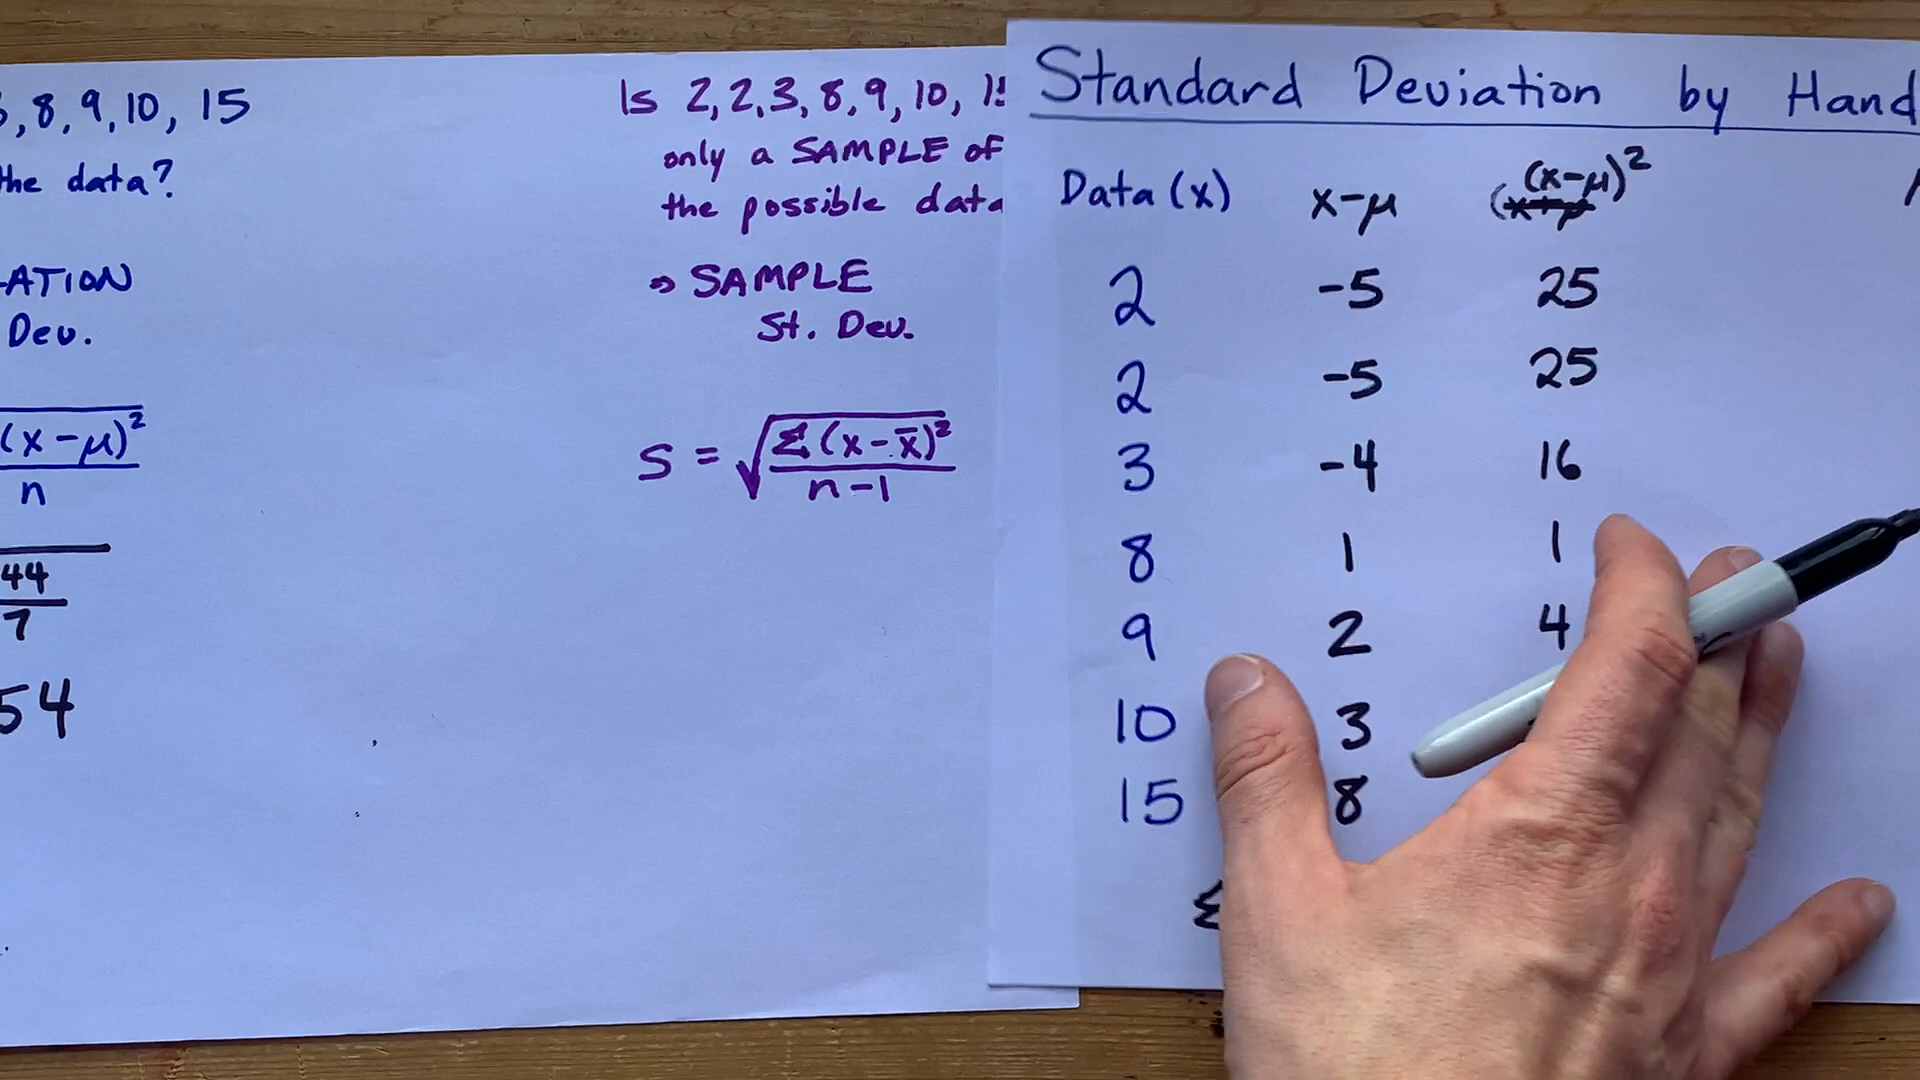 8, 9, 10, 15
the data?
ATION
Dev.
(x-μ)²
n
44
7
54
Is 2, 2, 3, 8, 9, 10,
only a SAMPLE of
the possible data
⇒ SAMPLE
St. Dev.
S = √Σ(x-x̄)²
n-1
Standard Deviation by Hand
Data (x) x-μ (x-μ)²
2 -5 25
2 -5 25
3 -4 16
8 1 1
9 2 4
10 3
15 8
Σ